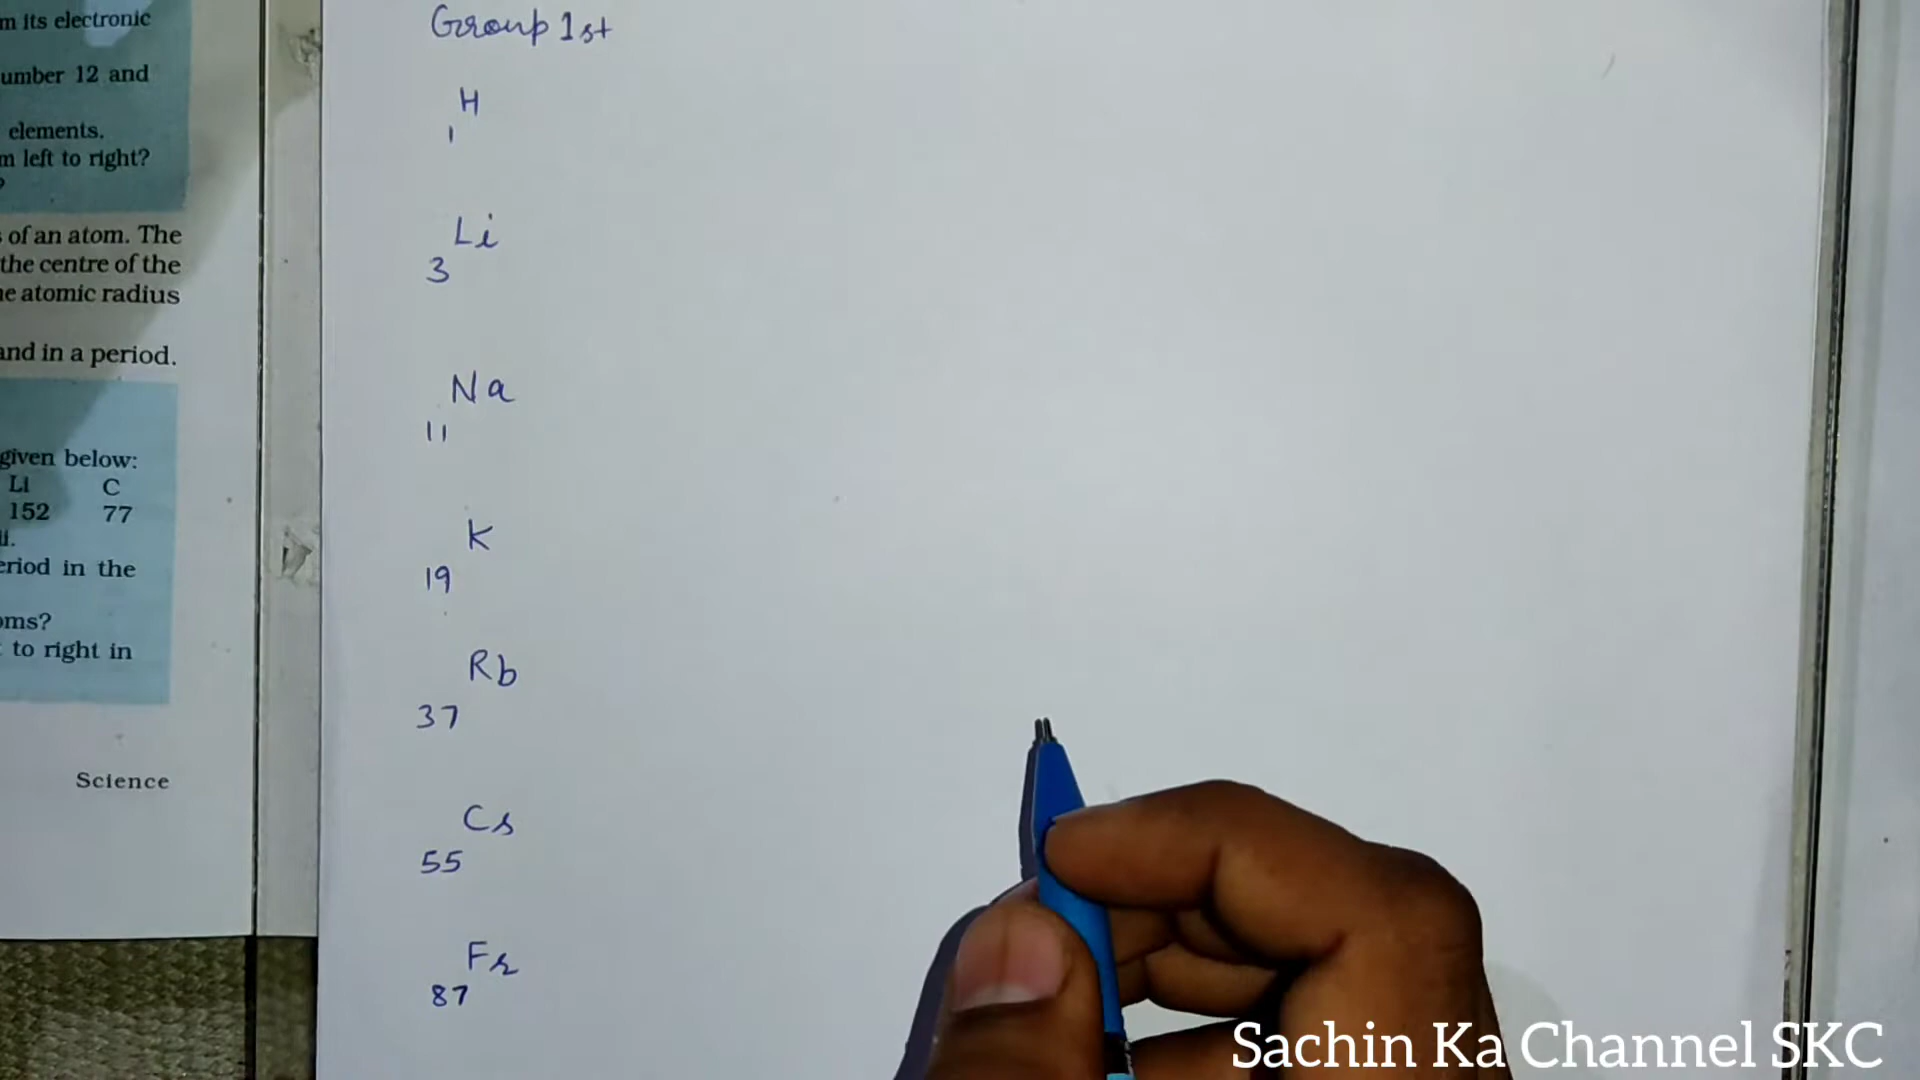 m its electronic
umber 12 and
elements.
m left to right?
?
of an atom. The
the centre of the
e atomic radius
and in a period.
given below:
Li C
152 77
eriod in the
oms?
to right in
Science
Group 1st
H
1
Li
3
Na
11
K
19
Rb
37
Cs
55
Fr
87
Sachin Ka Channel SKC